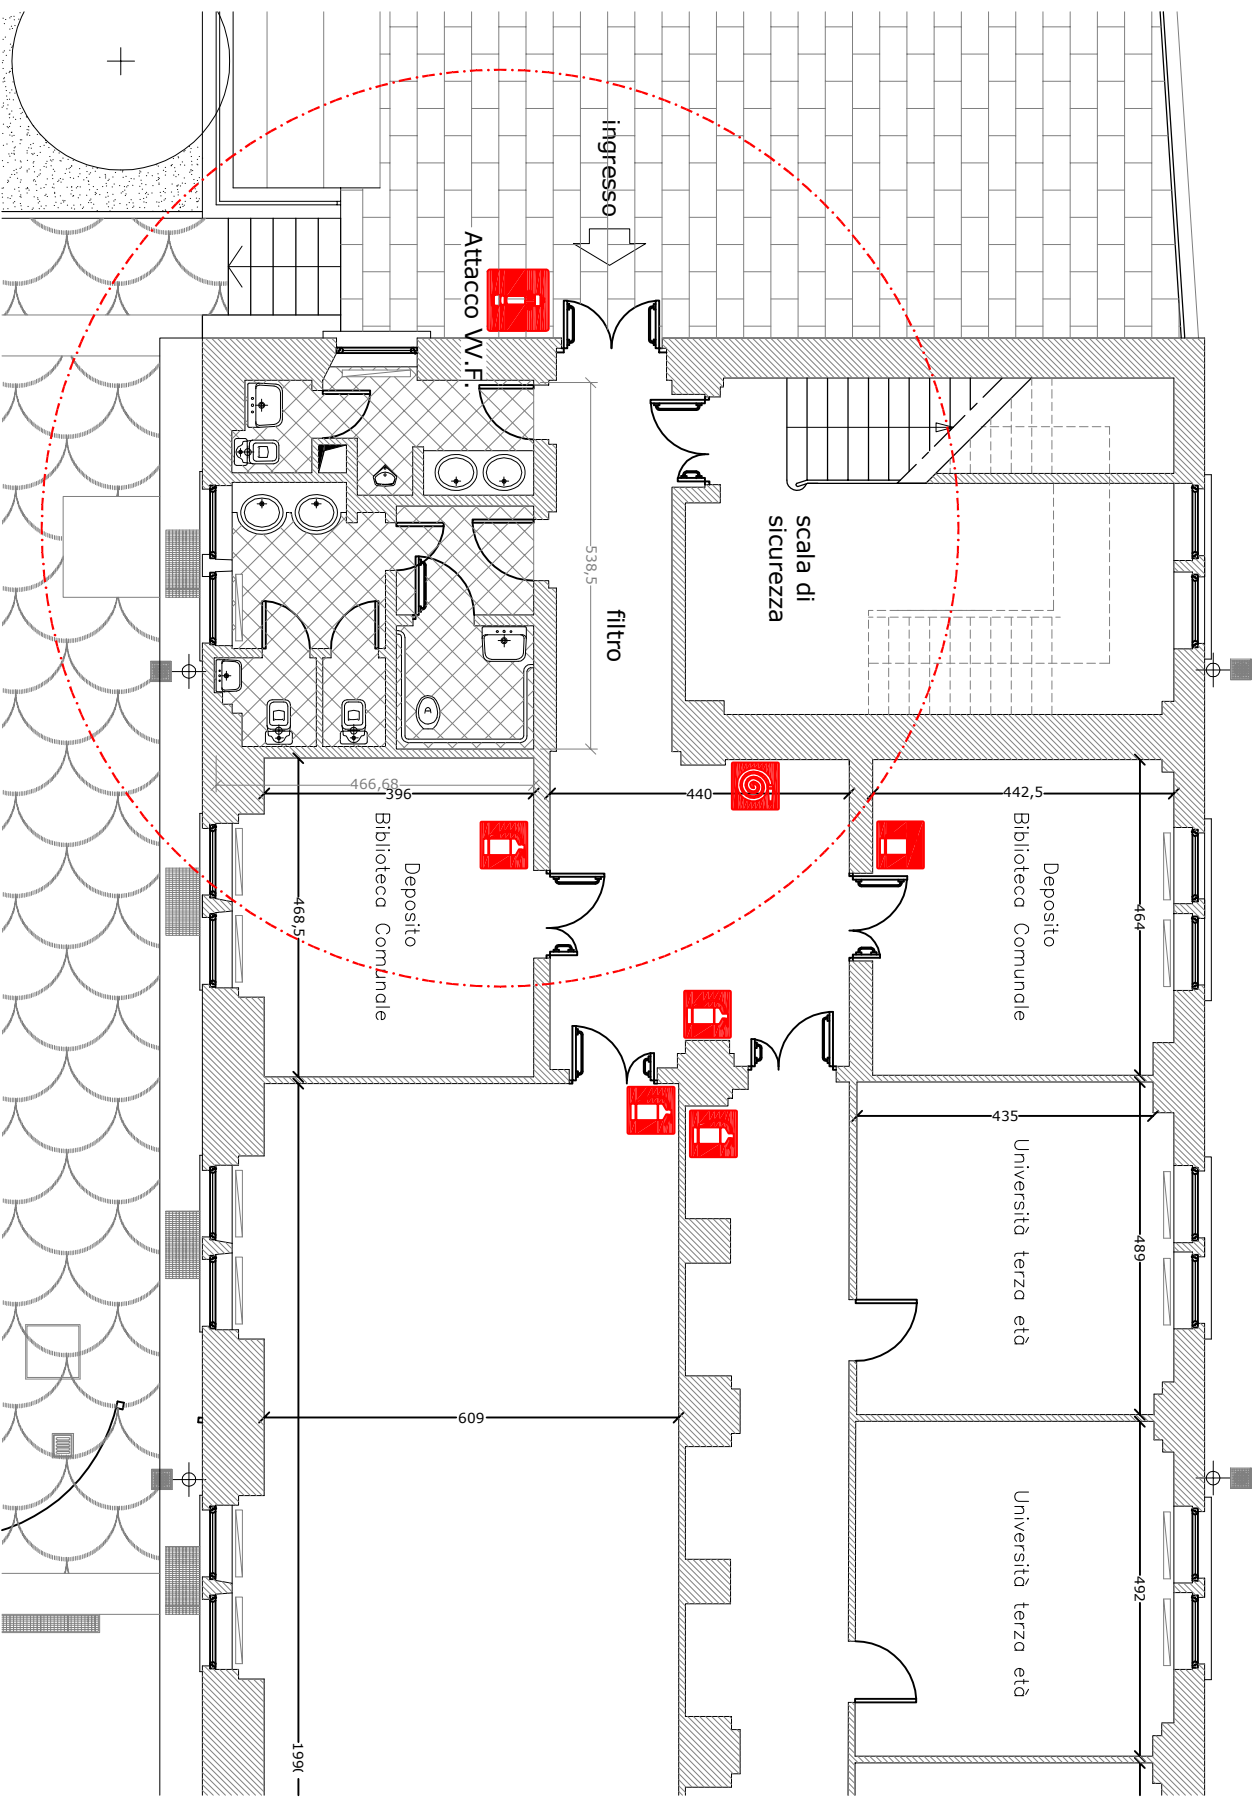 ingresso
Attacco VV.F.
538,5
scala di
sicurezza
filtro
466,68
396
440
442,5
Deposito
Biblioteca Comunale
468,5
Deposito
Biblioteca Comunale
464
435
Università terza età
489
609
Università terza età
492